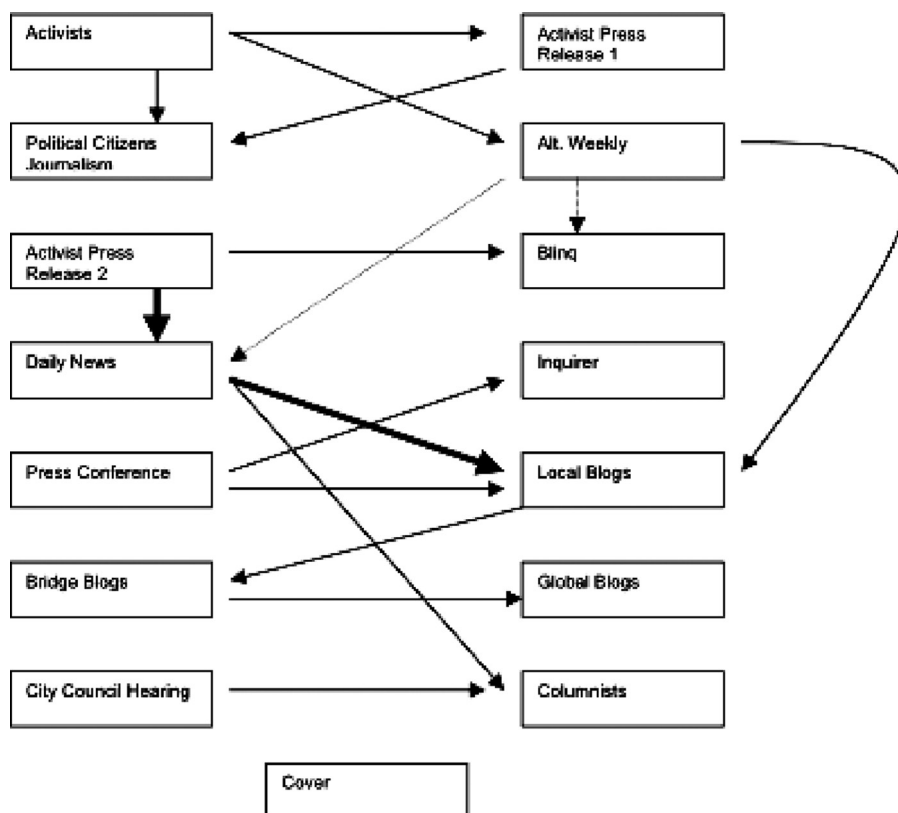 Activists
Activist Press
Release 1
Political Citizens
Journalism
Alt. Weekly
Activist Press
Release 2
Blinq
Daily News
Inquirer
Press Conference
Local Blogs
Bridge Blogs
Global Blogs
City Council Hearing
Columnists
Cover